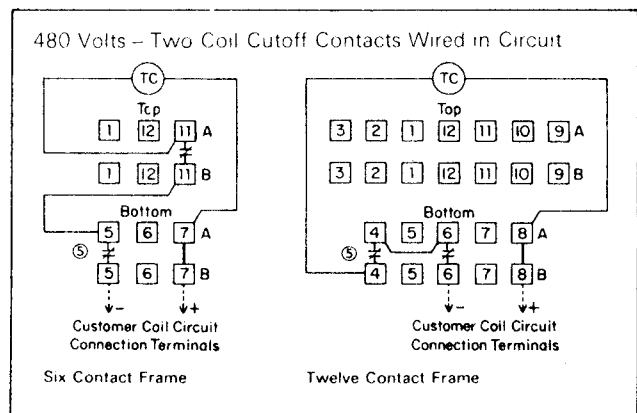 480 Volts – Two Coil Cutoff Contacts Wired in Circuit
TC
Top
1 12 11 A
1 12 11 B
Bottom
5 6 7 A
⑤
5 6 7 B
- +
Customer Coil Circuit
Connection Terminals
Six Contact Frame
TC
Top
3 2 1 12 11 10 9 A
3 2 1 12 11 10 9 B
Bottom
4 5 6 7 8 A
⑤
4 5 6 7 8 B
- +
Customer Coil Circuit
Connection Terminals
Twelve Contact Frame